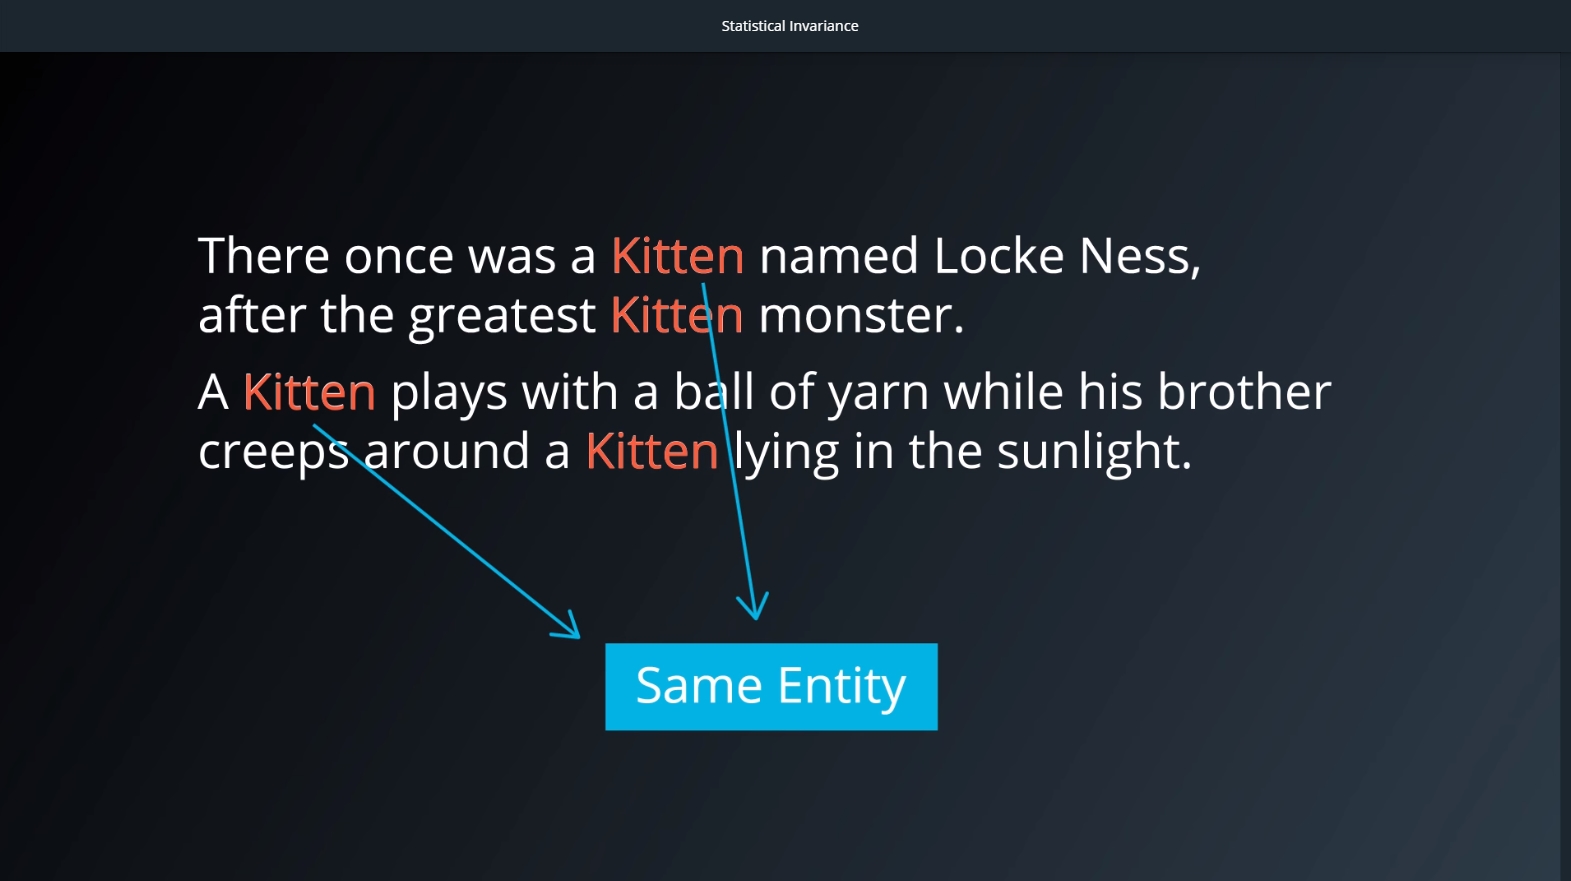 Statistical Invariance
There once was a Kitten named Locke Ness,
after the greatest Kitten monster.
A Kitten plays with a ball of yarn while his brother
creeps around a Kitten lying in the sunlight.
Same Entity